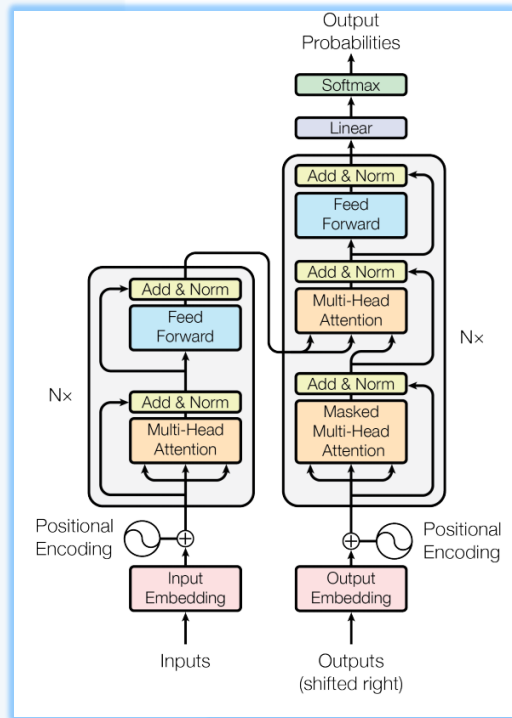 Output
Probabilities
Softmax
Linear
Add & Norm
Feed
Forward
Add & Norm
Multi-Head
Attention
Add & Norm
Masked
Multi-Head
Attention
N×
Add & Norm
Feed
Forward
N×
Add & Norm
Multi-Head
Attention
Positional
Encoding
Positional
Encoding
Input
Embedding
Output
Embedding
Inputs
Outputs
(shifted right)